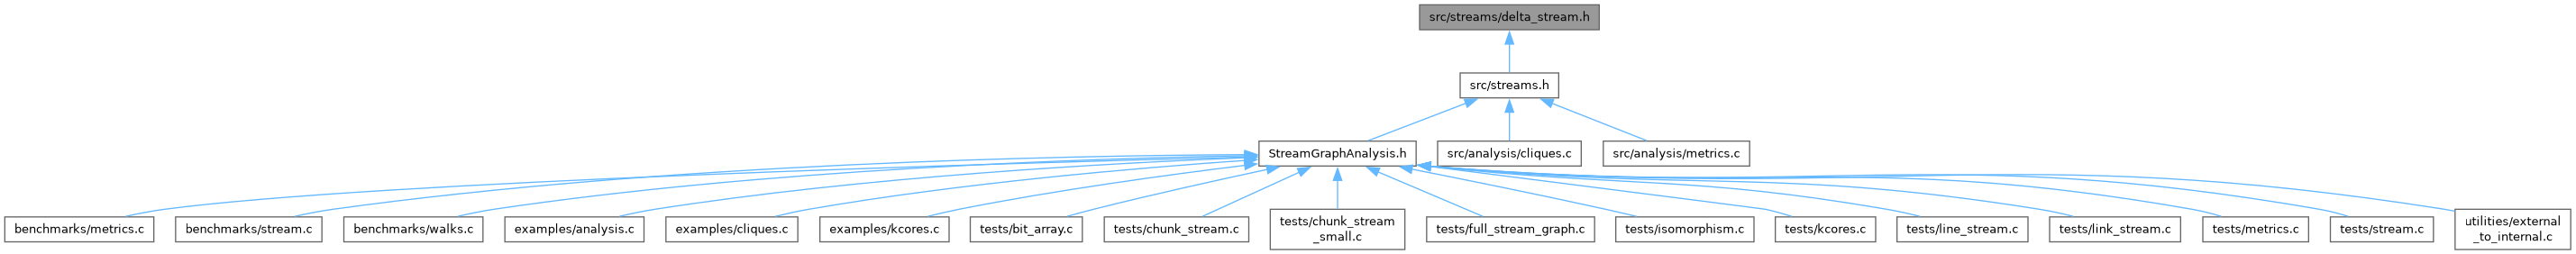 src/streams/delta_stream.h
src/streams.h
StreamGraphAnalysis.h
src/analysis/cliques.c
src/analysis/metrics.c
benchmarks/metrics.c
benchmarks/stream.c
benchmarks/walks.c
examples/analysis.c
examples/cliques.c
examples/kcores.c
tests/bit_array.c
tests/chunk_stream.c
tests/chunk_stream
_small.c
tests/full_stream_graph.c
tests/isomorphism.c
tests/kcores.c
tests/line_stream.c
tests/link_stream.c
tests/metrics.c
tests/stream.c
utilities/external
_to_internal.c